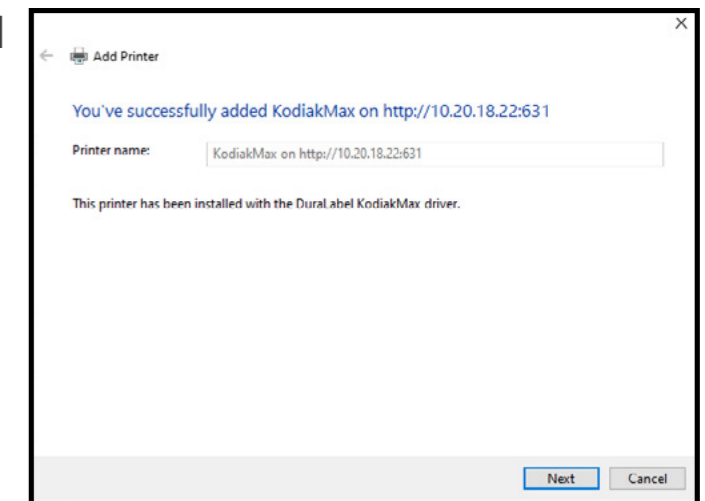 Add Printer
You've successfully added KodiakMax on http://10.20.18.22:631
Printer name:
KodiakMax on http://10.20.18.22:631
This printer has been installed with the DuraLabel KodiakMax driver.
Next
Cancel